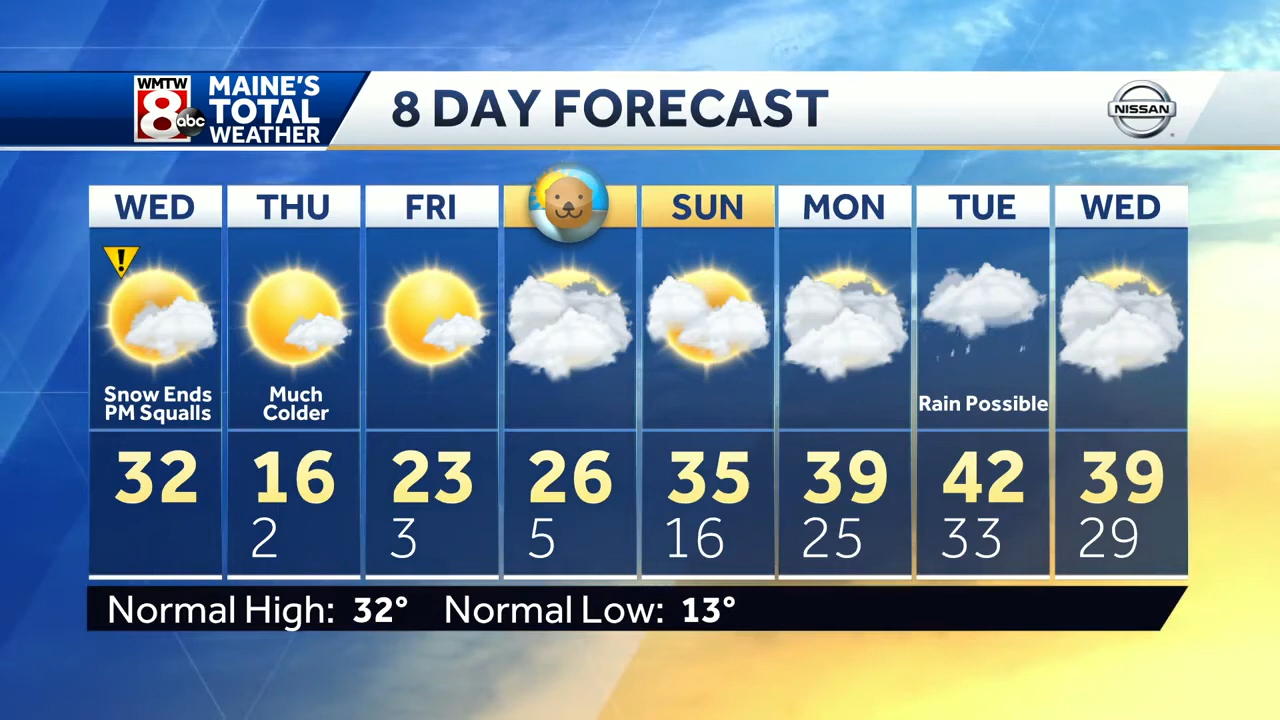 WMTW
8
abc
MAINE'S
TOTAL
WEATHER
8 DAY FORECAST
NISSAN
WED THU FRI SUN MON TUE WED
!
Snow Ends
PM Squalls
Much
Colder
Rain Possible
32 16 23 26 35 39 42 39
2 3 5 16 25 33 29
Normal High: 32° Normal Low: 13°